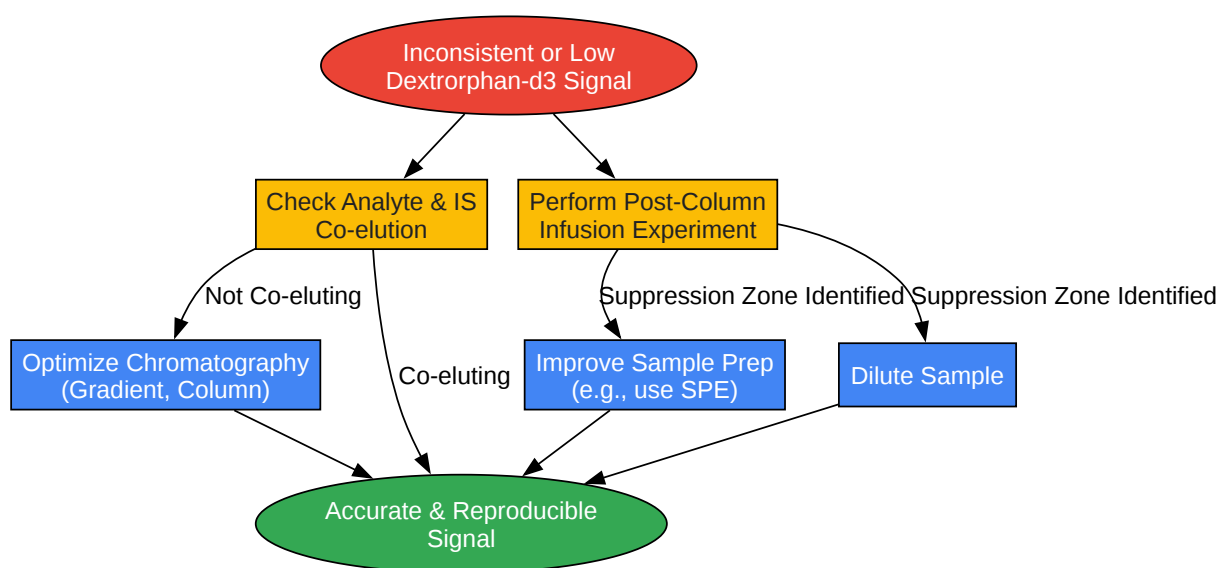 Inconsistent or Low
Dextrorphan-d3 Signal
Check Analyte & IS
Co-elution
Perform Post-Column
Infusion Experiment
Not Co-eluting
Suppression Zone Identified
Suppression Zone Identified
Optimize Chromatography
(Gradient, Column)
Co-eluting
Improve Sample Prep
(e.g., use SPE)
Dilute Sample
Accurate & Reproducible
Signal